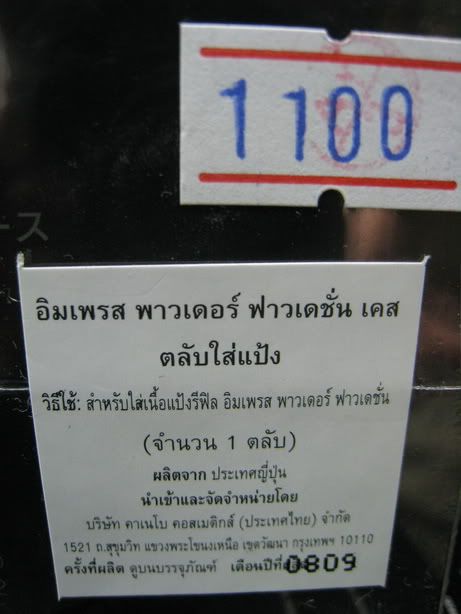 1100
ース
อิมเพรส พาวเดอร์ ฟาวเดชั่น เคส
ตลับใส่แป้ง
วิธีใช้: สำหรับใส่เนื้อแป้งรีฟิล อิมเพรส พาวเดอร์ ฟาวเดชั่น
(จำนวน 1 ตลับ)
ผลิตจาก ประเทศญี่ปุ่น
นำเข้าและจัดจำหน่ายโดย
บริษัท คาเนโบ คอสเมติกส์ (ประเทศไทย) จำกัด
1521 ถ.สุขุมวิท แขวงพระโขนงเหนือ เขตวัฒนา กรุงเทพฯ 10110
ครั้งที่ผลิต ดูบนบรรจุภัณฑ์ เดือนปีที่ผลิต 0809